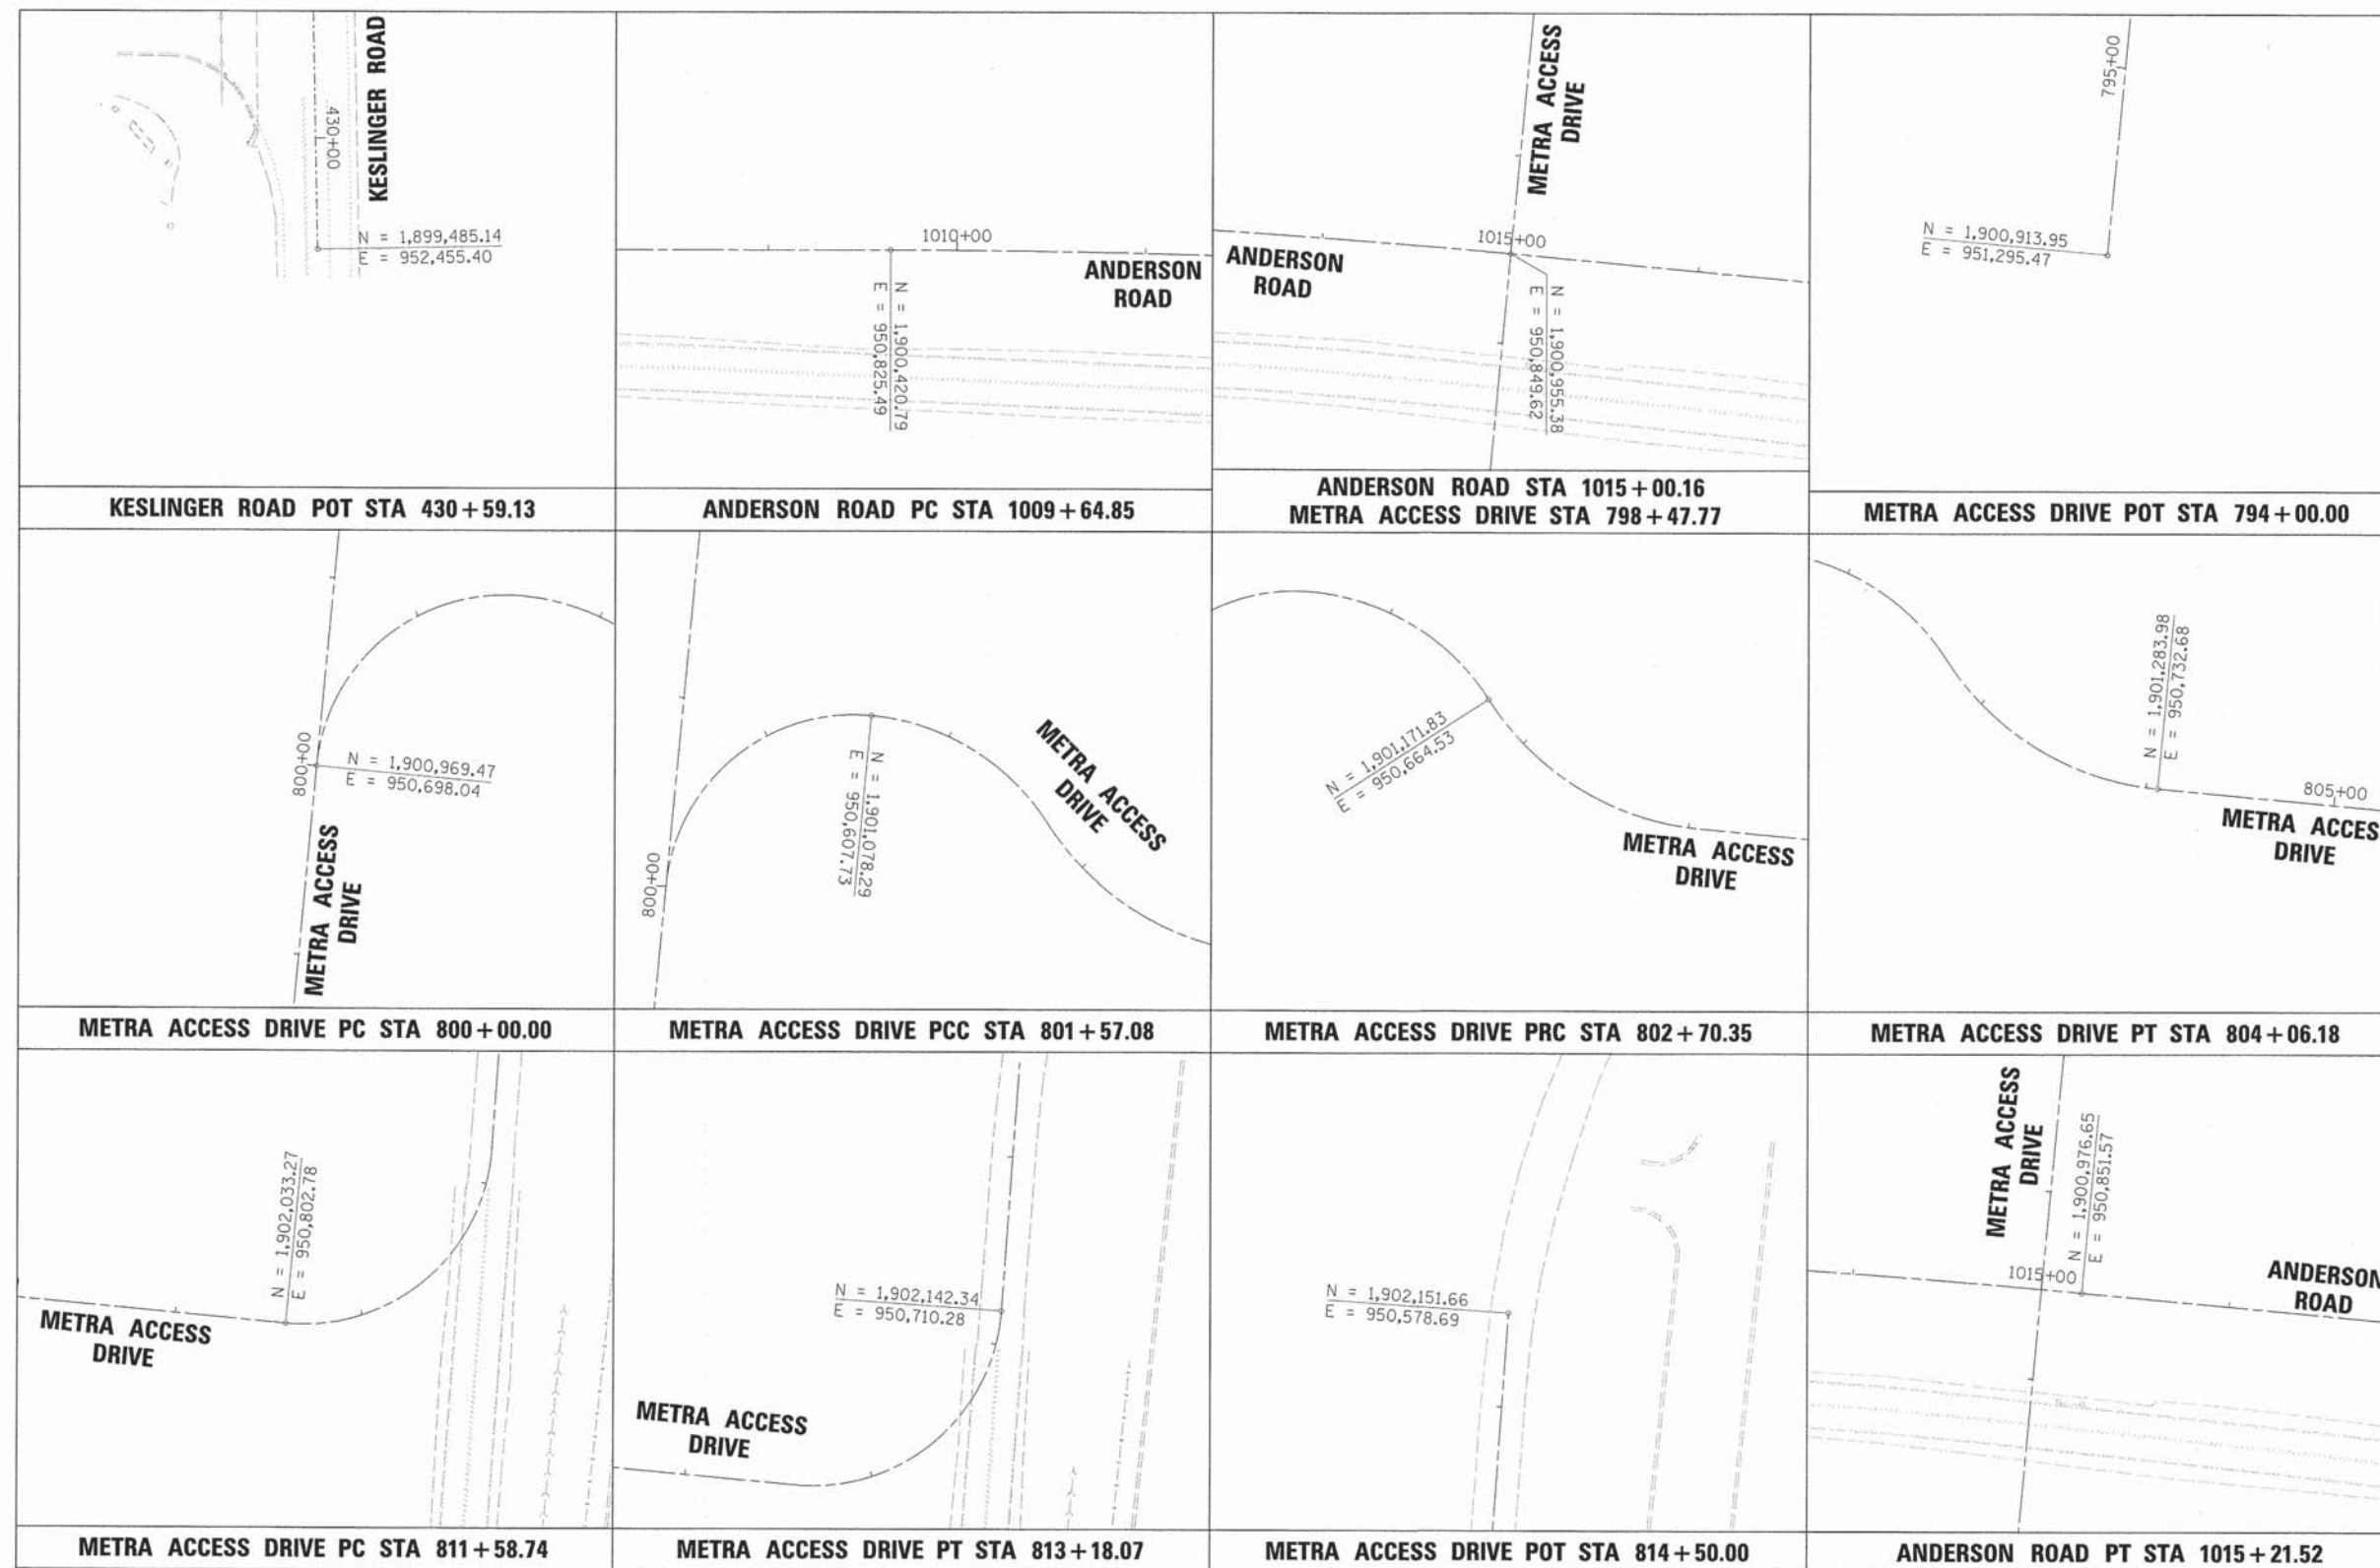 KESLINGER ROAD
430+00
N = 1,899,485.14
E = 952,455.40
KESLINGER ROAD POT STA 430+59.13
1010+00
ANDERSON
ROAD
N = 1,900,420.79
E = 950,825.49
ANDERSON ROAD PC STA 1009+64.85
METRA ACCESS
DRIVE
1015+00
ANDERSON
ROAD
N = 1,900,955.38
E = 950,849.62
ANDERSON ROAD STA 1015+00.16
METRA ACCESS DRIVE STA 798+47.77
795+00
N = 1,900,913.95
E = 951,295.47
METRA ACCESS DRIVE POT STA 794+00.00
800+00
N = 1,900,969.47
E = 950,698.04
METRA ACCESS
DRIVE
METRA ACCESS DRIVE PC STA 800+00.00
METRA ACCESS
DRIVE
N = 1,901,078.29
E = 950,607.73
800+00
METRA ACCESS DRIVE PCC STA 801+57.08
N = 1,901,171.83
E = 950,664.53
METRA ACCESS
DRIVE
METRA ACCESS DRIVE PRC STA 802+70.35
N = 1,901,283.98
E = 950,732.68
805+00
METRA ACCES
DRIVE
METRA ACCESS DRIVE PT STA 804+06.18
N = 1,902,033.27
E = 950,802.78
METRA ACCESS
DRIVE
METRA ACCESS DRIVE PC STA 811+58.74
N = 1,902,142.34
E = 950,710.28
METRA ACCESS
DRIVE
METRA ACCESS DRIVE PT STA 813+18.07
N = 1,902,151.66
E = 950,578.69
METRA ACCESS DRIVE POT STA 814+50.00
METRA ACCESS
DRIVE
N = 1,900,976.65
E = 950,851.57
1015+00
ANDERSON
ROAD
ANDERSON ROAD PT STA 1015+21.52